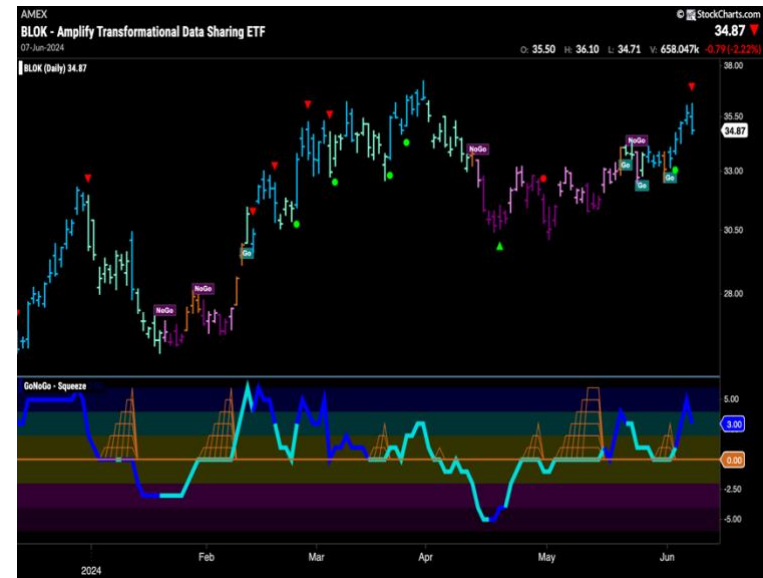 AMEX
© StockCharts.com
BLOK - Amplify Transformational Data Sharing ETF
34.87
07-Jun-2024
O: 35.50 H: 36.10 L: 34.71 V: 658.047k -0.79 (-2.22%)
BLOK (Daily) 34.87
38.00
35.50
34.87
33.00
30.50
28.00
NoGo
NoGo
Go
NoGo
Go
NoGo
Go
Go
GoNoGo - Squeeze
5.00
3.00
0.00
-2.50
-5.00
Feb
Mar
Apr
May
Jun
2024